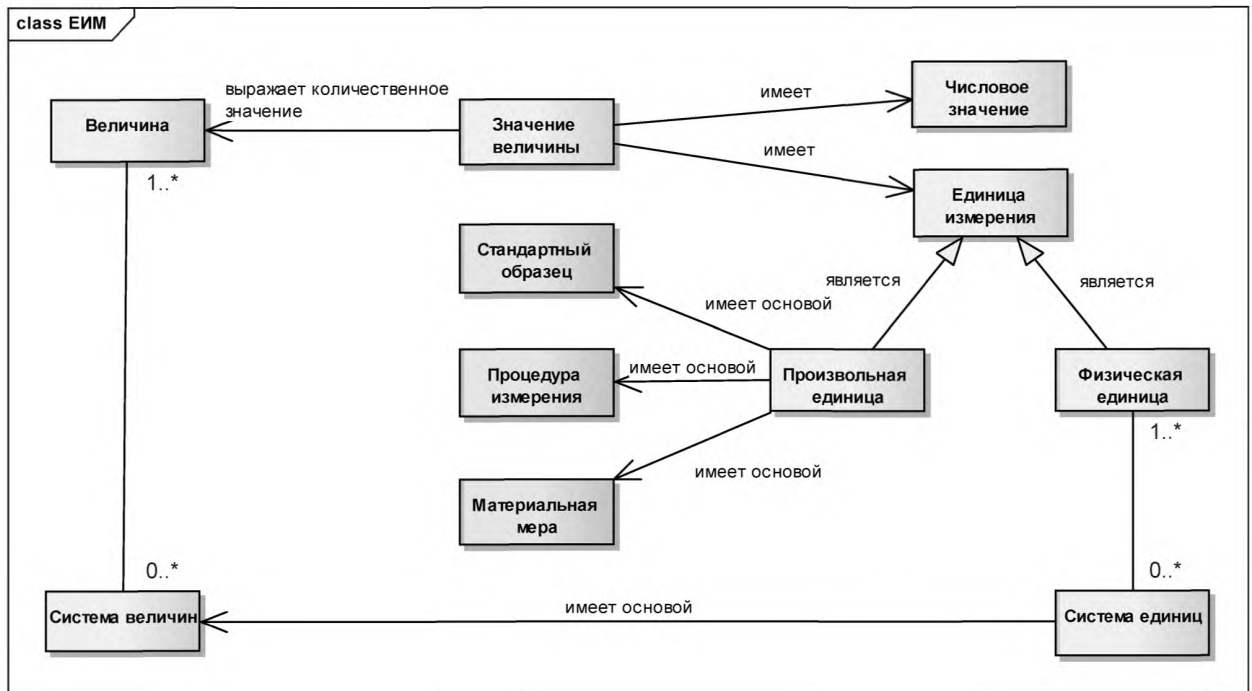 class ЕИМ
выражает количественное
значение
Величина
Значение
величины
имеет
Числовое
значение
имеет
Единица
измерения
1..*
Стандартный
образец
является
является
имеет основой
Процедура
измерения
имеет основой
Произвольная
единица
Физическая
единица
1..*
имеет основой
Материальная
мера
0..*
0..*
Система величин
имеет основой
Система единиц